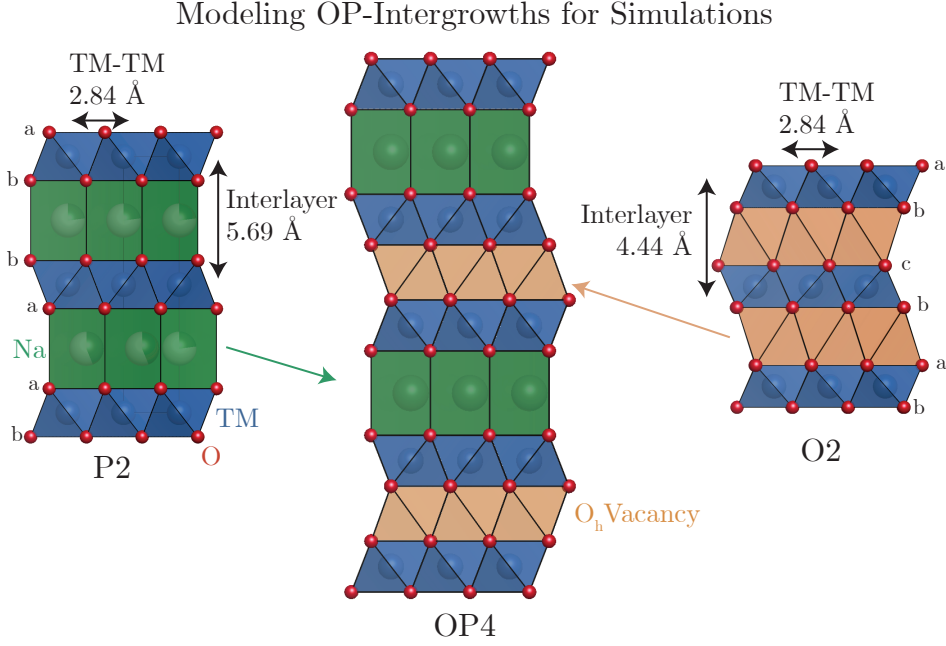 Modeling OP-Intergrowths for Simulations
TM-TM
2.84 Å
a
b
b
a
a
b
Interlayer
5.69 Å
Na
TM
O
P2
OP4
O_hVacancy
TM-TM
2.84 Å
Interlayer
4.44 Å
a
b
c
b
a
b
O2